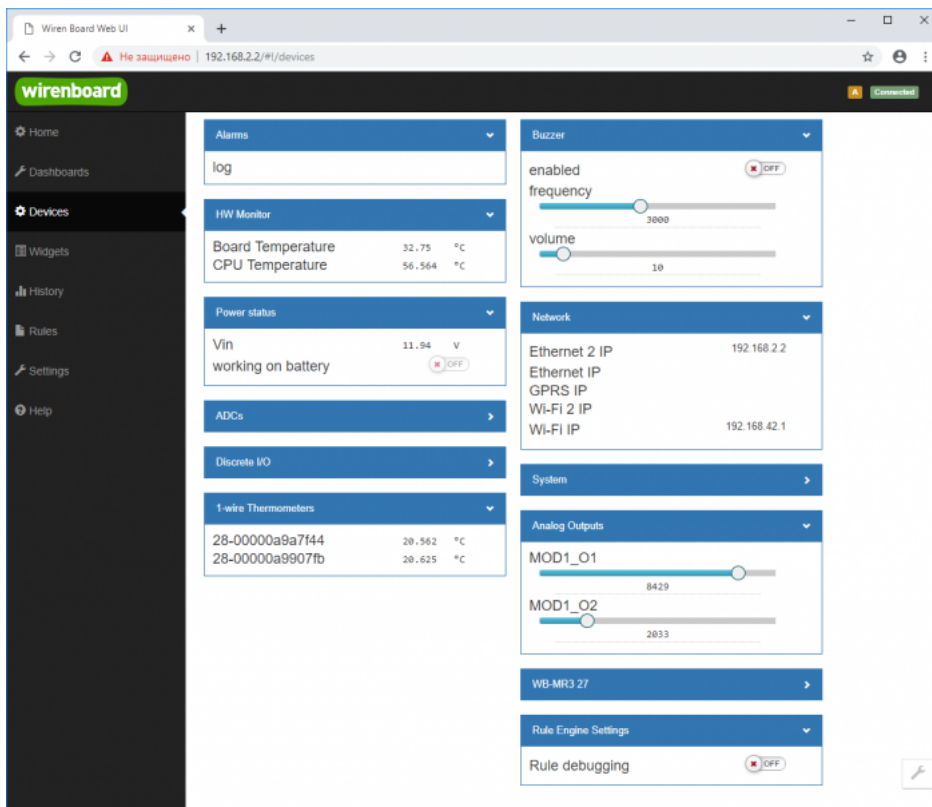 Wiren Board Web UI
Не защищено 192.168.2.2/#!/devices
wirenboard
A Connected
Home
Dashboards
Devices
Widgets
History
Rules
Settings
Help
Alarms
log
HW Monitor
Board Temperature 32.75 °C
CPU Temperature 56.564 °C
Power status
Vin 11.94 V
working on battery OFF
ADCs
Discrete I/O
1-wire Thermometers
28-00000a9a7f44 20.562 °C
28-00000a9907fb 20.625 °C
Buzzer
enabled OFF
frequency
3000
volume
10
Network
Ethernet 2 IP 192.168.2.2
Ethernet IP
GPRS IP
Wi-Fi 2 IP
Wi-Fi IP 192.168.42.1
System
Analog Outputs
MOD1_O1
8429
MOD1_O2
2033
WB-MR3 27
Rule Engine Settings
Rule debugging OFF